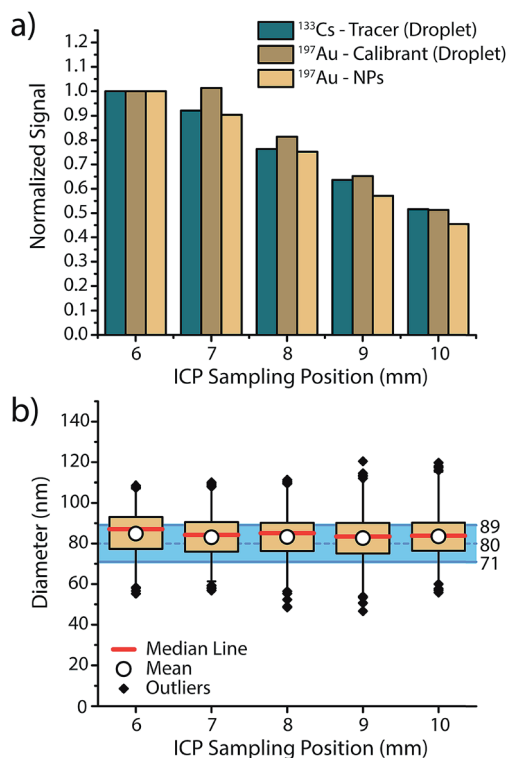 a)
¹³³Cs - Tracer (Droplet)
¹⁹⁷Au - Calibrant (Droplet)
¹⁹⁷Au - NPs
Normalized Signal
1.2
1.1
1.0
0.9
0.8
0.7
0.6
0.5
0.4
0.3
0.2
0.1
0.0
6 7 8 9 10
ICP Sampling Position (mm)
b)
Diameter (nm)
140
120
100
80
60
40
20
0
89
80
71
Median Line
Mean
Outliers
6 7 8 9 10
ICP Sampling Position (mm)